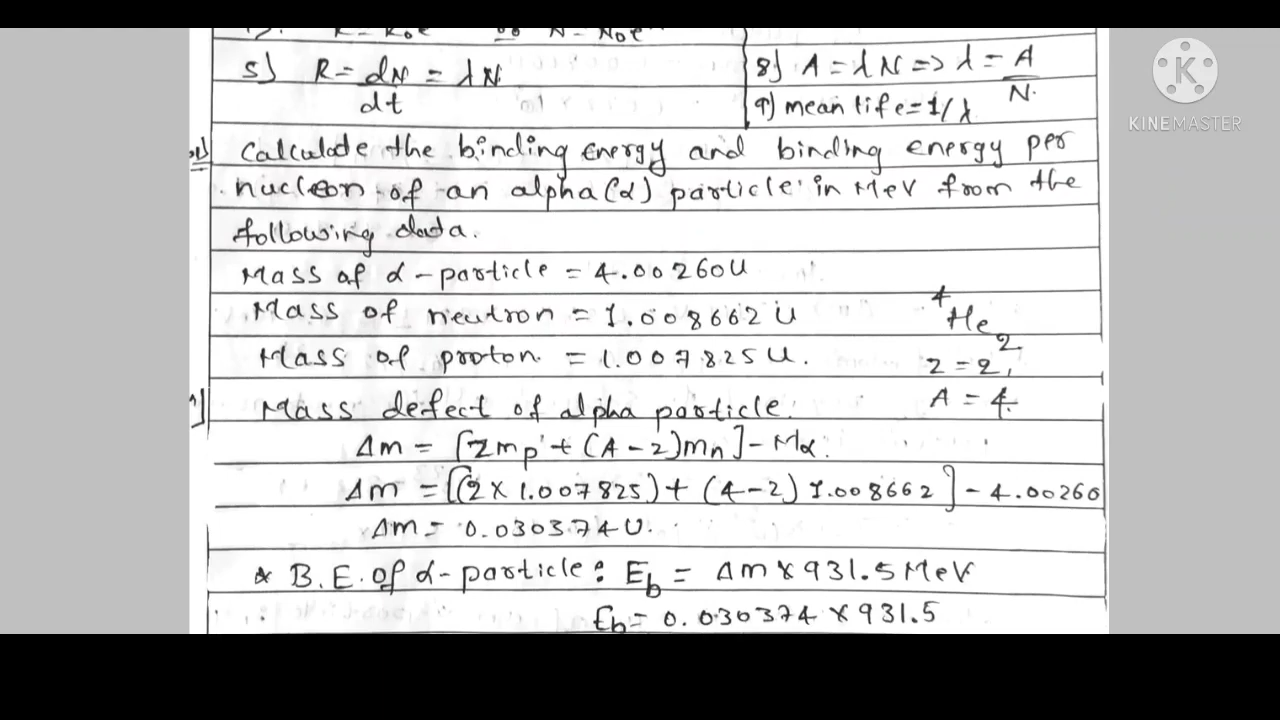 5) R = dN/dt = λN
8) A = λN => λ = A/N.
9) mean life = 1/λ
KINEMASTER
Calculate the binding energy and binding energy per
nucleon of an alpha(α) particle in MeV from the
following data.
Mass of α-particle = 4.00260U
Mass of neutron = 1.008662 U
⁴He₂
Mass of proton = 1.007825U.
Z = 2,
A = 4.
Mass defect of alpha particle.
Δm = [Zmp + (A-Z)mn] - Mα.
Δm = [(2 × 1.007825) + (4-2) 1.008662] - 4.00260
Δm = 0.030374U.
* B.E. of α-particle: Eb = Δm × 931.5 MeV
Eb = 0.030374 × 931.5